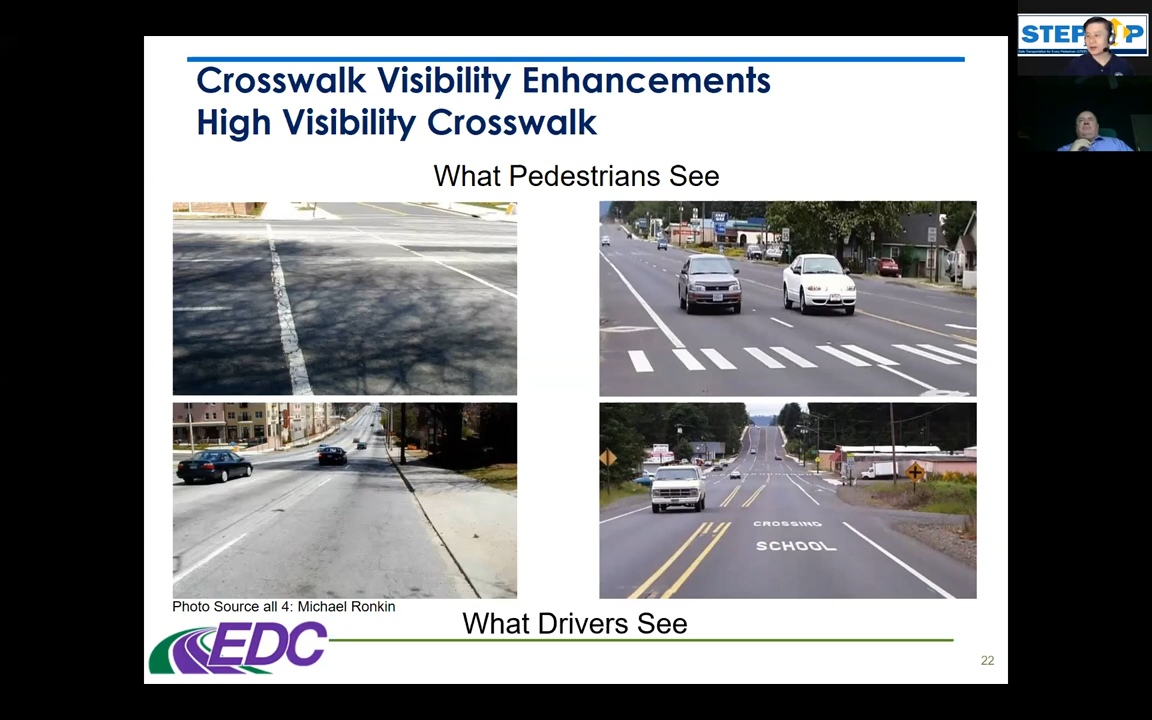 Crosswalk Visibility Enhancements
High Visibility Crosswalk
What Pedestrians See
CROSSING
SCHOOL
Photo Source all 4: Michael Ronkin
What Drivers See
EDC
22
STEP UP